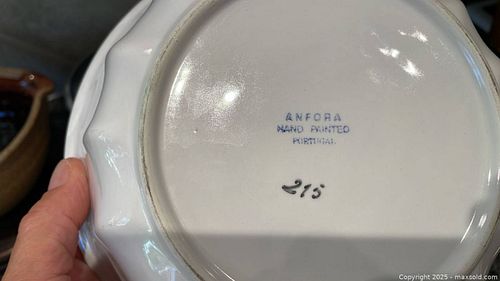 ANFORA
HAND PAINTED
PORTUGAL
215
Copyright 2025 - maxsold.com